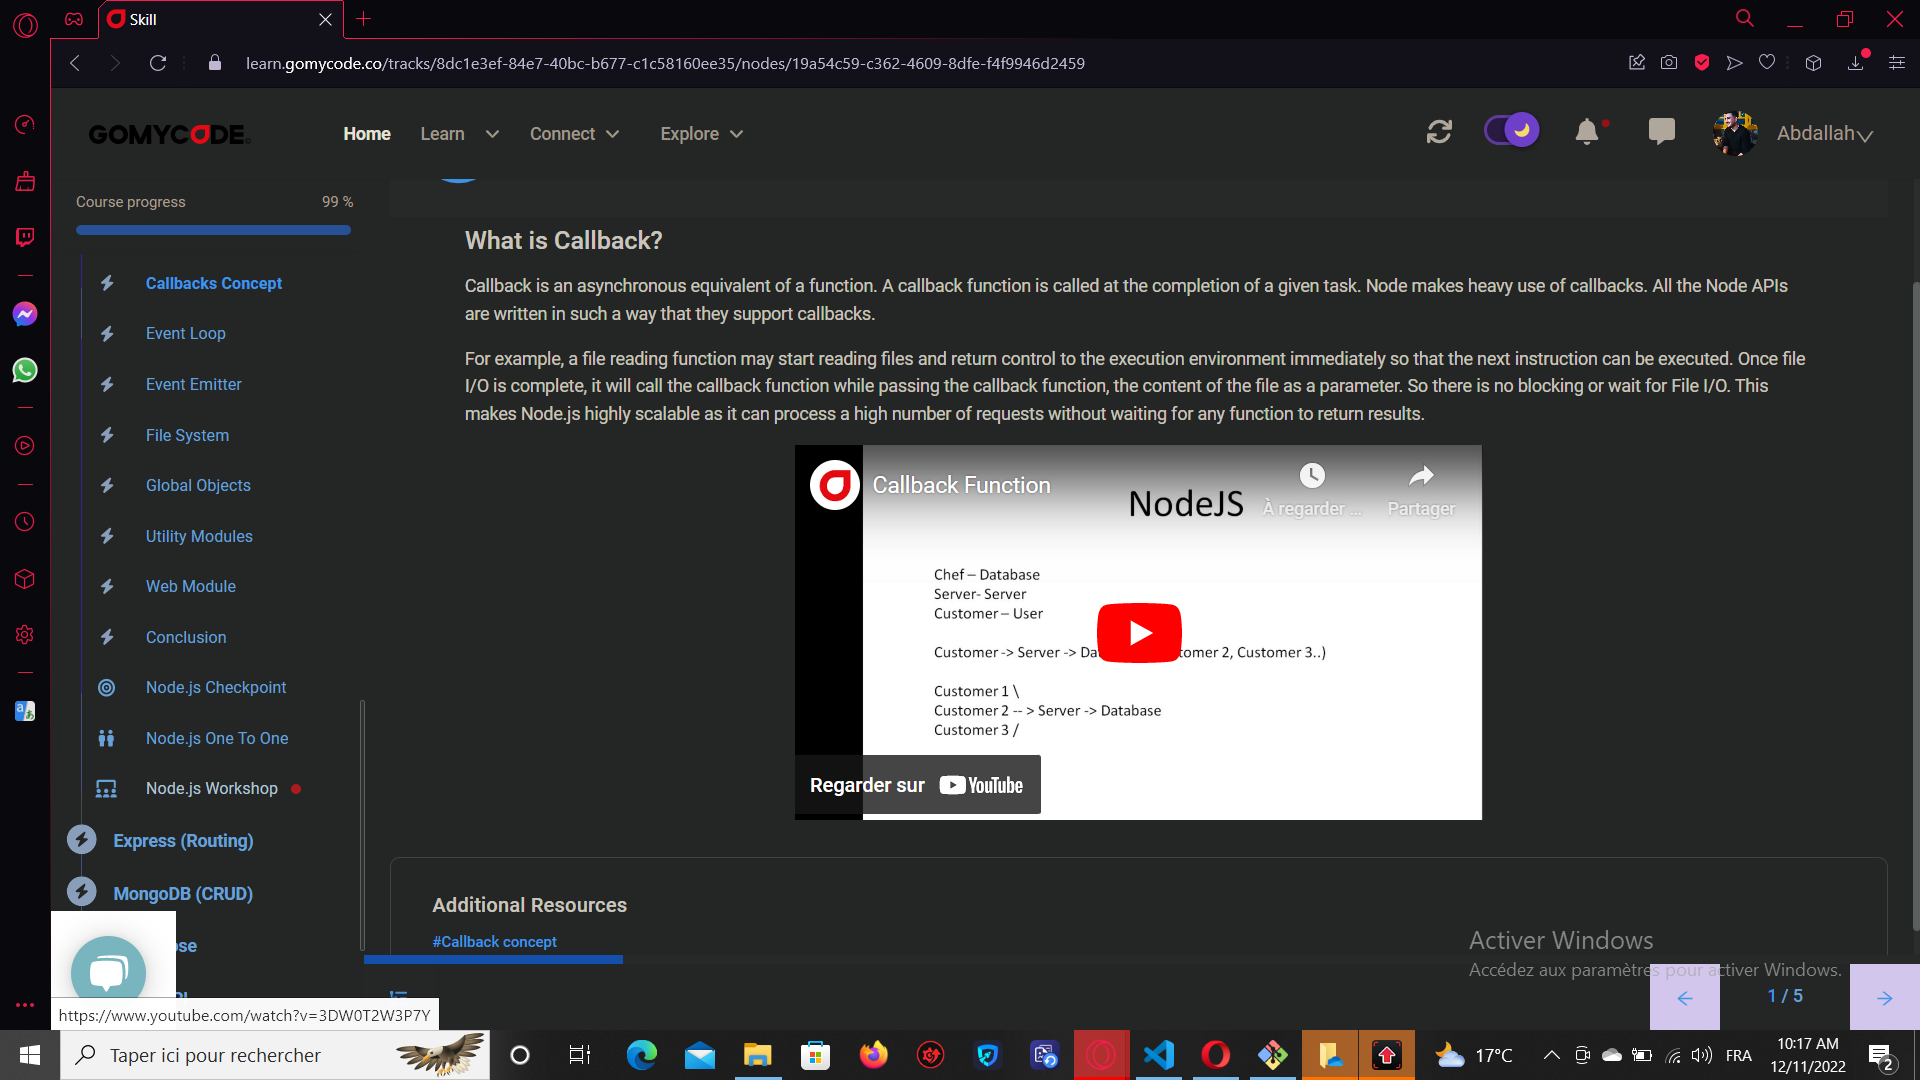 Skill
learn.gomycode.co/tracks/8dc1e3ef-84e7-40bc-b677-c1c58160ee35/nodes/19a54c59-c362-4609-8dfe-f4f9946d2459
GOMYCODE
Home
Learn
Connect
Explore
Abdallah
Course progress
99 %
Callbacks Concept
Event Loop
Event Emitter
File System
Global Objects
Utility Modules
Web Module
Conclusion
Node.js Checkpoint
Node.js One To One
Node.js Workshop
Express (Routing)
MongoDB (CRUD)
What is Callback?
Callback is an asynchronous equivalent of a function. A callback function is called at the completion of a given task. Node makes heavy use of callbacks. All the Node APIs
are written in such a way that they support callbacks.
For example, a file reading function may start reading files and return control to the execution environment immediately so that the next instruction can be executed. Once file
I/O is complete, it will call the callback function while passing the callback function, the content of the file as a parameter. So there is no blocking or wait for File I/O. This
makes Node.js highly scalable as it can process a high number of requests without waiting for any function to return results.
Callback Function
NodeJS
À regarder ...
Partager
Chef – Database
Server- Server
Customer – User
Customer -> Server -> Da tomer 2, Customer 3..)
Customer 1 \
Customer 2 -- > Server -> Database
Customer 3 /
Regarder sur YouTube
Additional Resources
#Callback concept
Activer Windows
Accédez aux paramètres pour activer Windows.
1 / 5
https://www.youtube.com/watch?v=3DW0T2W3P7Y
Taper ici pour rechercher
17°C
FRA
10:17 AM
12/11/2022
2